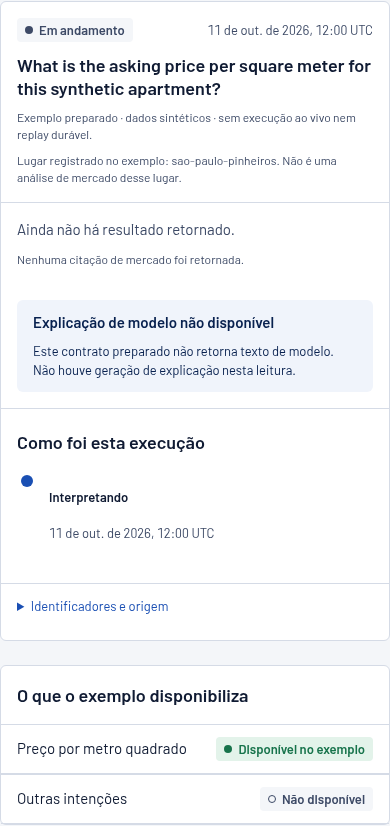 Em andamento
11 de out. de 2026, 12:00 UTC
What is the asking price per square meter for
this synthetic apartment?
Exemplo preparado · dados sintéticos · sem execução ao vivo nem
replay durável.
Lugar registrado no exemplo: sao-paulo-pinheiros. Não é uma
análise de mercado desse lugar.
Ainda não há resultado retornado.
Nenhuma citação de mercado foi retornada.
Explicação de modelo não disponível
Este contrato preparado não retorna texto de modelo.
Não houve geração de explicação nesta leitura.
Como foi esta execução
Interpretando
11 de out. de 2026, 12:00 UTC
Identificadores e origem
O que o exemplo disponibiliza
Preço por metro quadrado
Disponível no exemplo
Outras intenções
Não disponível